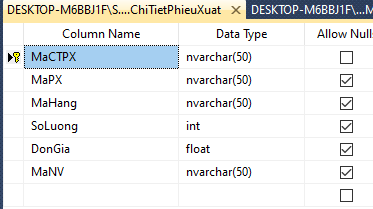 DESKTOP-M6BBJ1F\S....ChiTietPhieuXuat DESKTOP-M6BBJ1F\S...M
Column Name Data Type Allow Nulls
MaCTPX nvarchar(50)
MaPX nvarchar(50)
MaHang nvarchar(50)
SoLuong int
DonGia float
MaNV nvarchar(50)